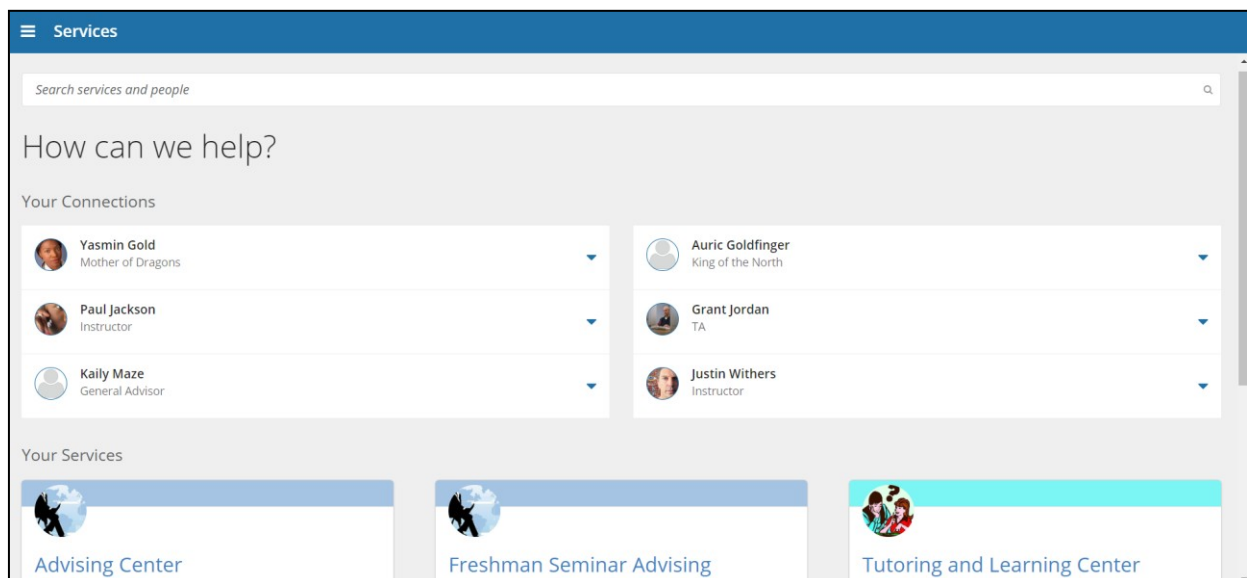 Services
Search services and people
How can we help?
Your Connections
Yasmin Gold
Mother of Dragons
Auric Goldfinger
King of the North
Paul Jackson
Instructor
Grant Jordan
TA
Kaily Maze
General Advisor
Justin Withers
Instructor
Your Services
?
Advising Center
Freshman Seminar Advising
Tutoring and Learning Center